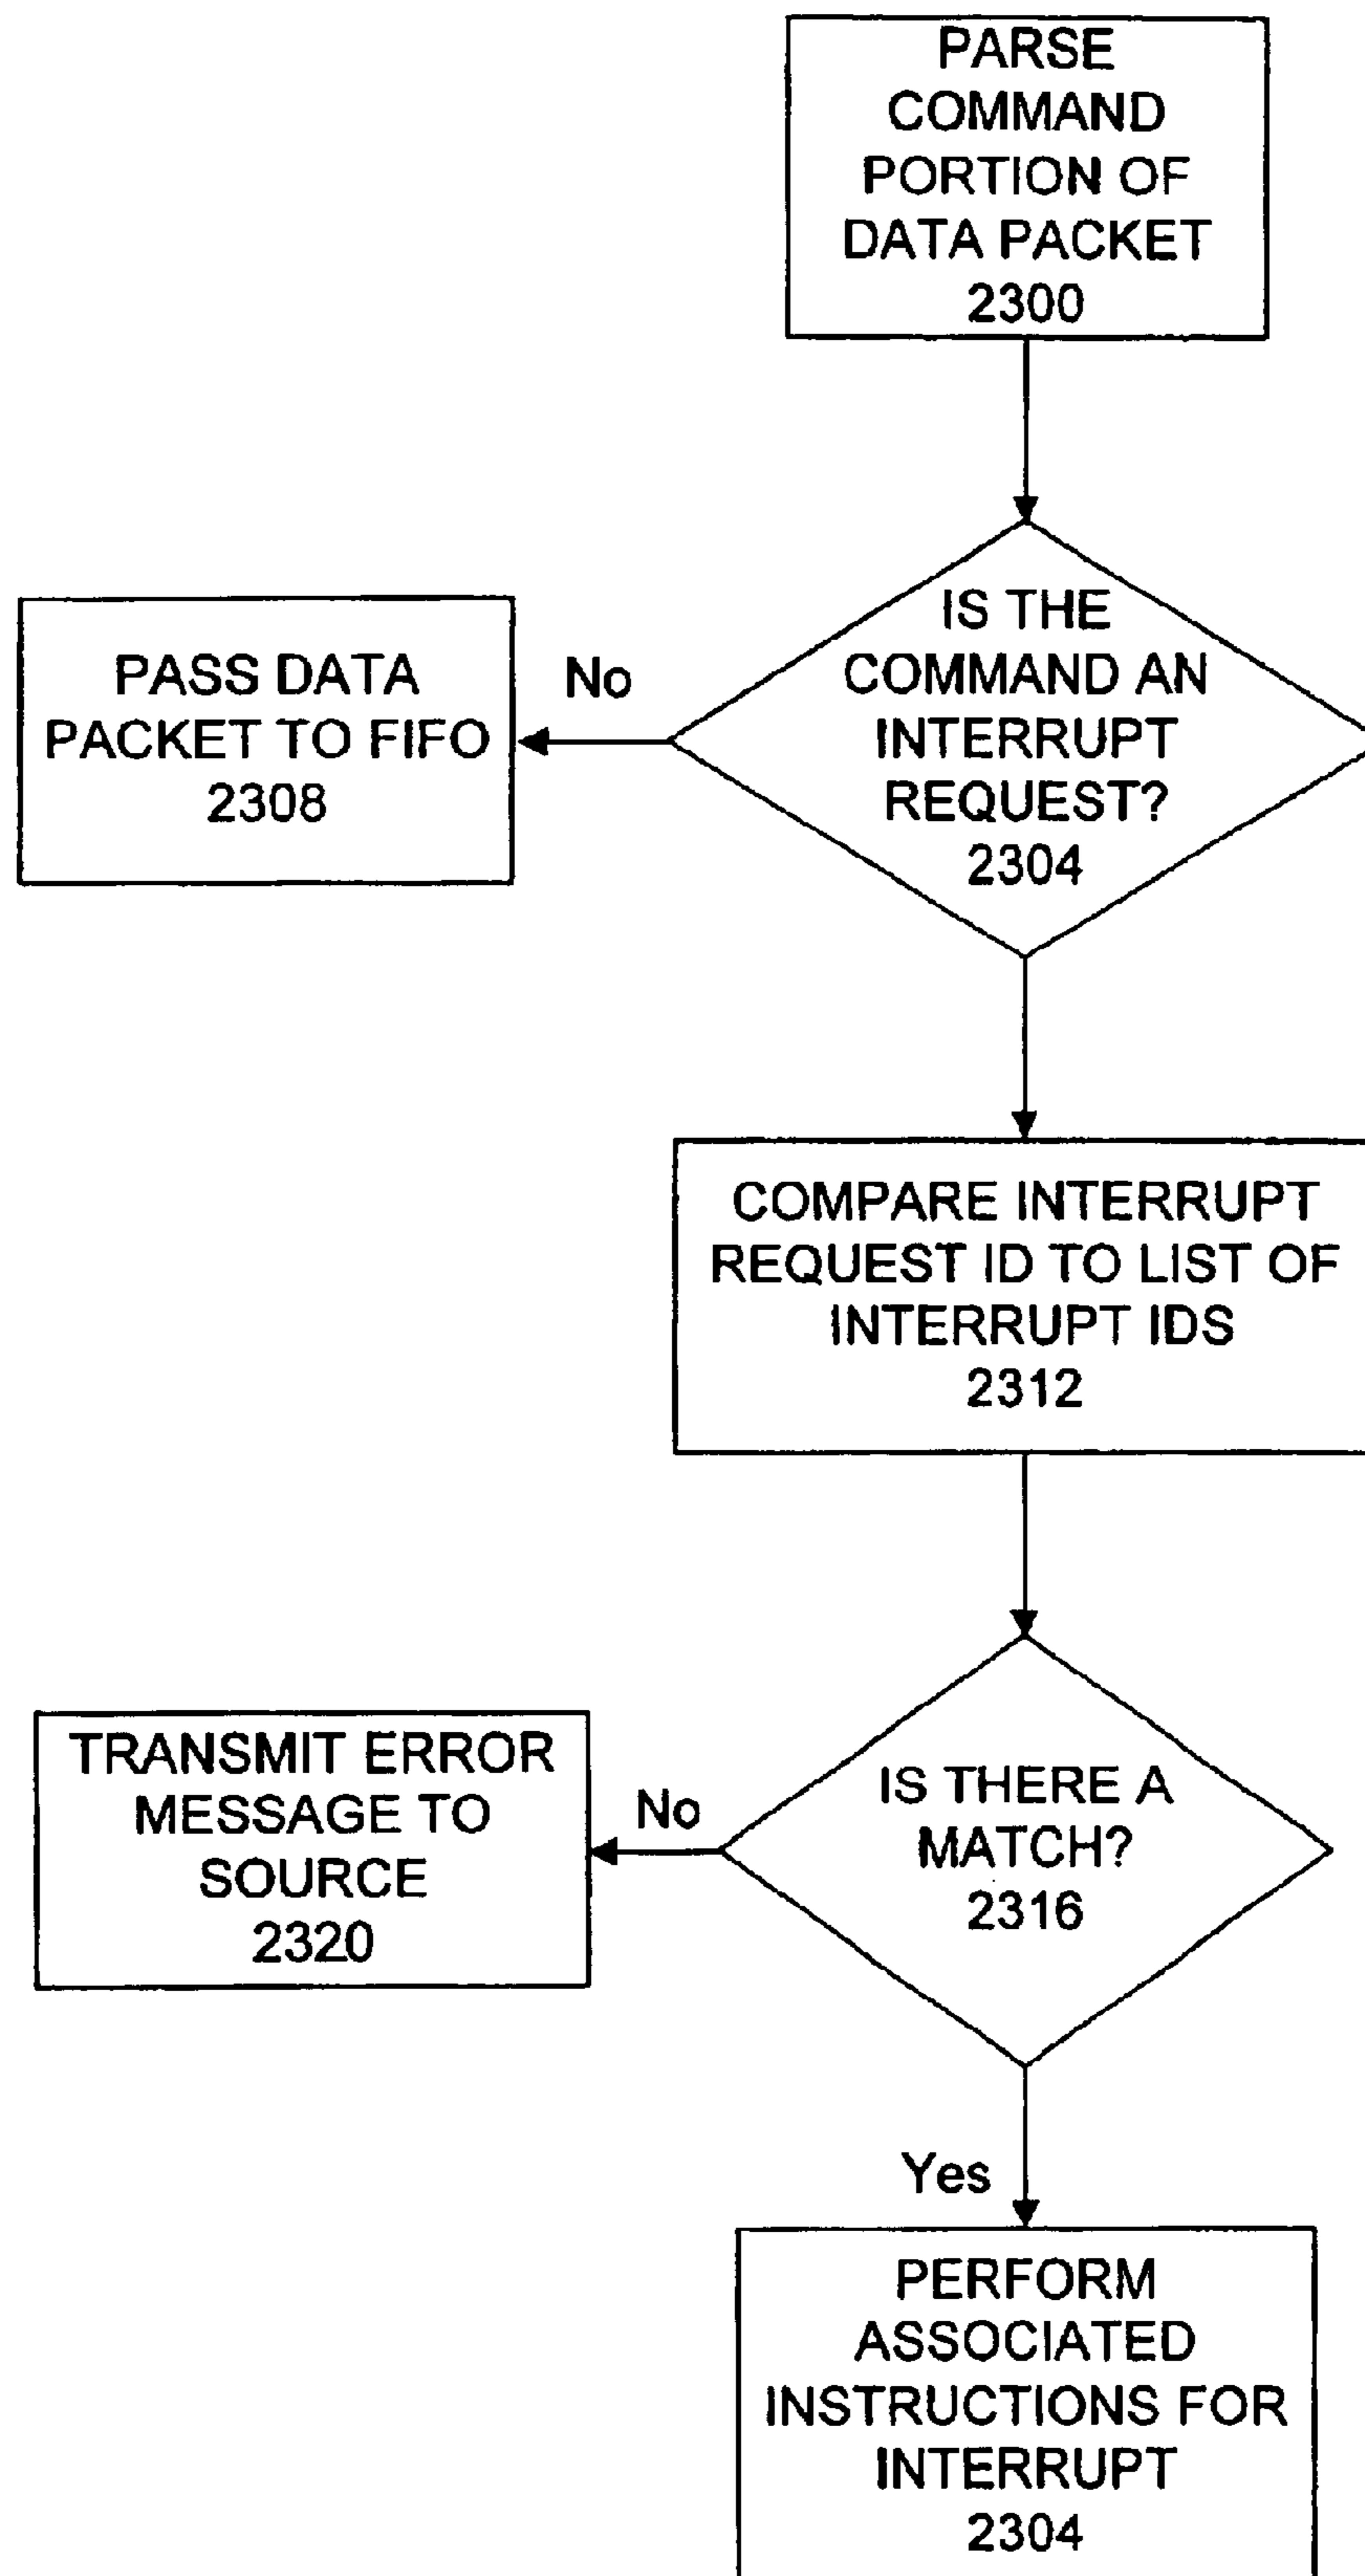 PARSE
COMMAND
PORTION OF
DATA PACKET
2300
IS THE
COMMAND AN
INTERRUPT
REQUEST?
2304
No
PASS DATA
PACKET TO FIFO
2308
COMPARE INTERRUPT
REQUEST ID TO LIST OF
INTERRUPT IDS
2312
IS THERE A
MATCH?
2316
No
TRANSMIT ERROR
MESSAGE TO
SOURCE
2320
Yes
PERFORM
ASSOCIATED
INSTRUCTIONS FOR
INTERRUPT
2304